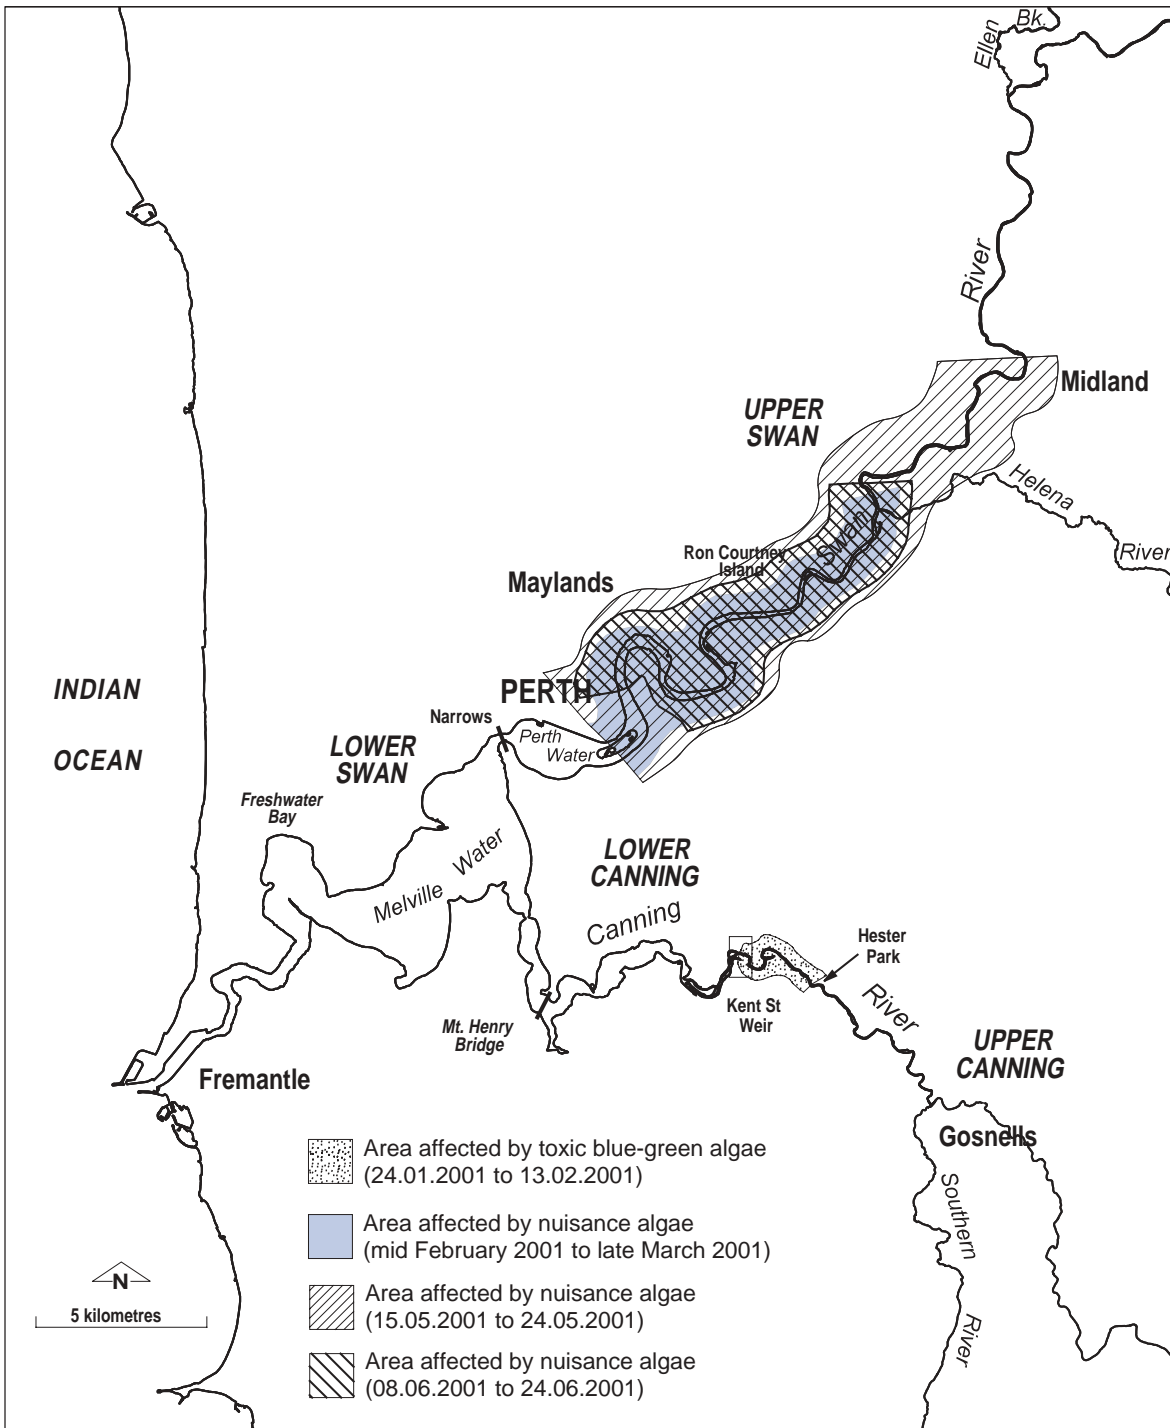 Ellen
Bk.
River
Midland
UPPER
SWAN
Helena
River
Swan
Ron Courtney
Island
Maylands
INDIAN
OCEAN
PERTH
Narrows
Perth
Water
LOWER
SWAN
Freshwater
Bay
Melville Water
LOWER
CANNING
Canning
Hester
Park
River
Kent St
Weir
Mt. Henry
Bridge
UPPER
CANNING
Fremantle
Gosnells
Southern
River
Area affected by toxic blue-green algae
(24.01.2001 to 13.02.2001)
Area affected by nuisance algae
(mid February 2001 to late March 2001)
N
5 kilometres
Area affected by nuisance algae
(15.05.2001 to 24.05.2001)
Area affected by nuisance algae
(08.06.2001 to 24.06.2001)